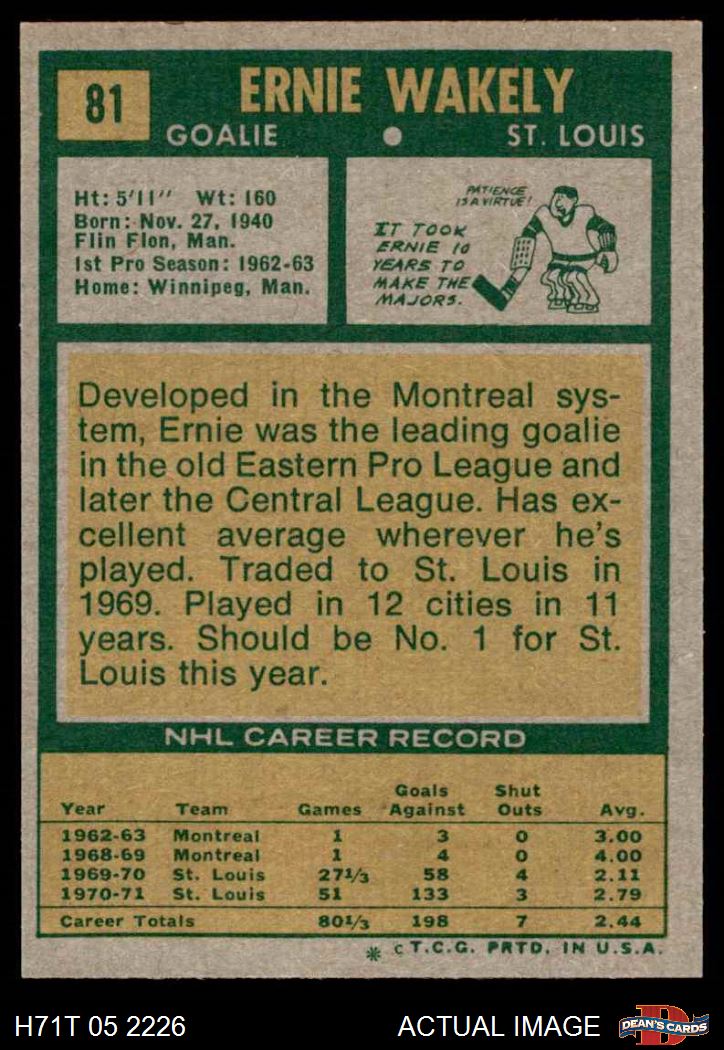 81
ERNIE WAKELY
GOALIE • ST. LOUIS
Ht: 5'11" Wt: 160
Born: Nov. 27, 1940
Flin Flon, Man.
1st Pro Season: 1962-63
Home: Winnipeg, Man.
PATIENCE
IS A VIRTUE!
IT TOOK
ERNIE 10
YEARS TO
MAKE THE
MAJORS.
Developed in the Montreal sys-
tem, Ernie was the leading goalie
in the old Eastern Pro League and
later the Central League. Has ex-
cellent average wherever he's
played. Traded to St. Louis in
1969. Played in 12 cities in 11
years. Should be No. 1 for St.
Louis this year.
NHL CAREER RECORD
Goals Shut
Year Team Games Against Outs Avg.
1962-63 Montreal 1 3 0 3.00
1968-69 Montreal 1 4 0 4.00
1969-70 St. Louis 271/3 58 4 2.11
1970-71 St. Louis 51 133 3 2.79
Career Totals 801/3 198 7 2.44
* c T.C.G. PRTD. IN U.S.A.
H71T 05 2226 ACTUAL IMAGE
D
DEAN'S CARDS